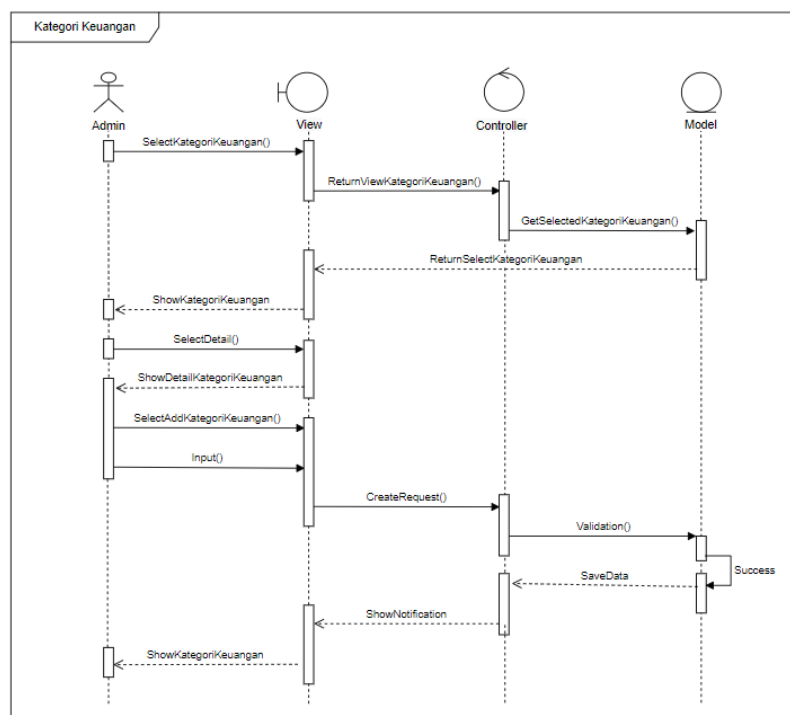 Kategori Keuangan
Admin
View
Controller
Model
SelectKategoriKeuangan()
ReturnViewKategoriKeuangan()
GetSelectedKategoriKeuangan()
ReturnSelectKategoriKeuangan
ShowKategoriKeuangan
SelectDetail()
ShowDetailKategoriKeuangan
SelectAddKategoriKeuangan()
Input()
CreateRequest()
Validation()
Success
SaveData
ShowNotification
ShowKategoriKeuangan